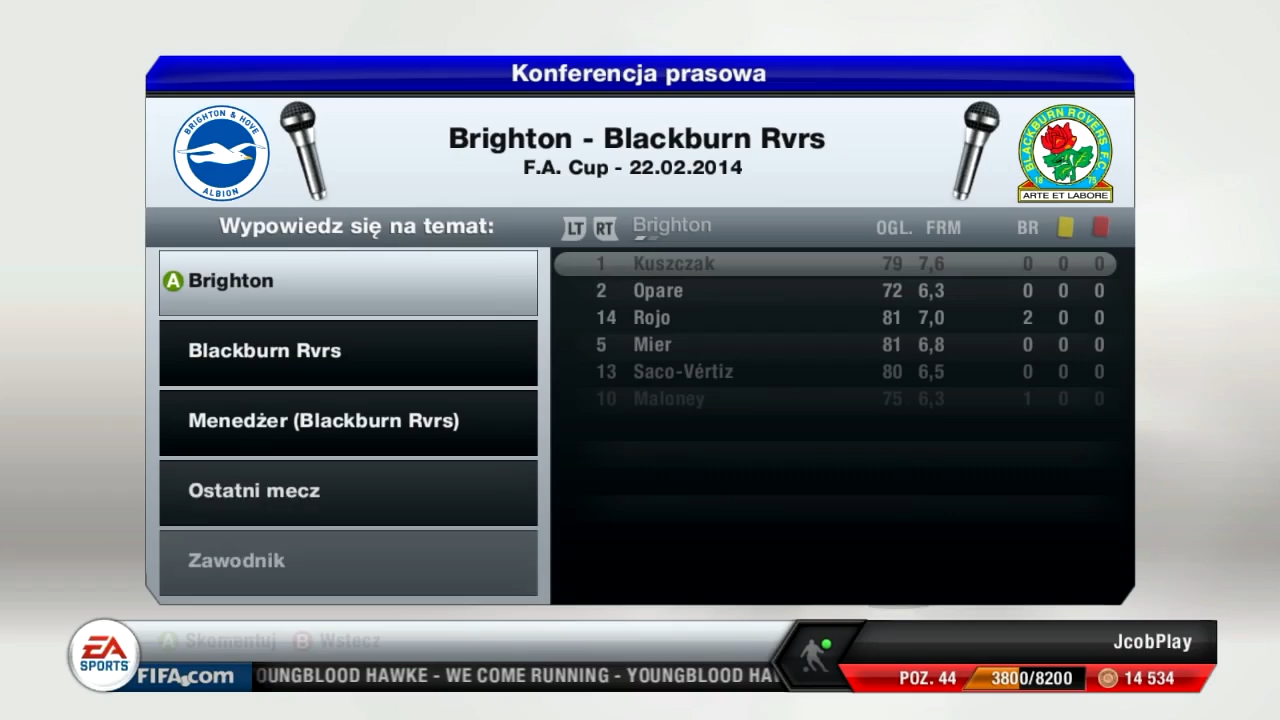 Konferencja prasowa
BRIGHTON & HOVE
ALBION
Brighton - Blackburn Rvrs
F.A. Cup - 22.02.2014
BLACKBURN ROVERS F.C.
18 75
ARTE ET LABORE
Wypowiedz się na temat:
LT RT Brighton OGL. FRM BR
A Brighton
Blackburn Rvrs
Menedżer (Blackburn Rvrs)
Ostatni mecz
Zawodnik
1 Kuszczak 79 7,6 0 0 0
2 Opare 72 6,3 0 0 0
14 Rojo 81 7,0 2 0 0
5 Mier 81 6,8 0 0 0
13 Saco-Vértiz 80 6,5 0 0 0
10 Maloney 75 6,3 1 0 0
A Skomentuj B Wstecz
JcobPlay
EA
SPORTS
FIFA.com
OUNGBLOOD HAWKE - WE COME RUNNING - YOUNGBLOOD HA
POZ. 44 3800/8200 14 534